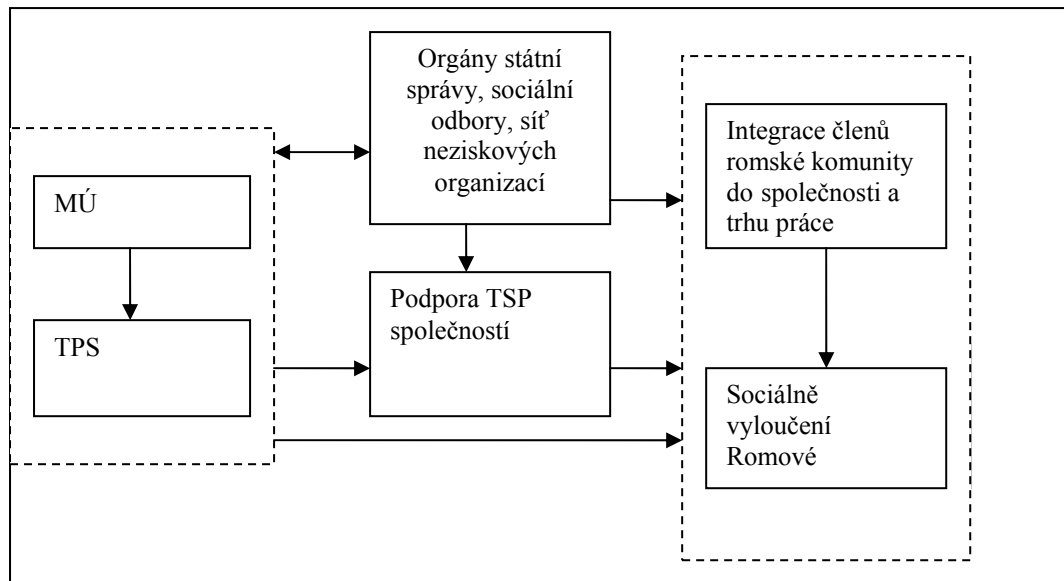 MÚ
TPS
Orgány státní
správy, sociální
odbory, síť
neziskových
organizací
Podpora TSP
společností
Integrace členů
romské komunity
do společnosti a
trhu práce
Sociálně
vyloučení
Romové